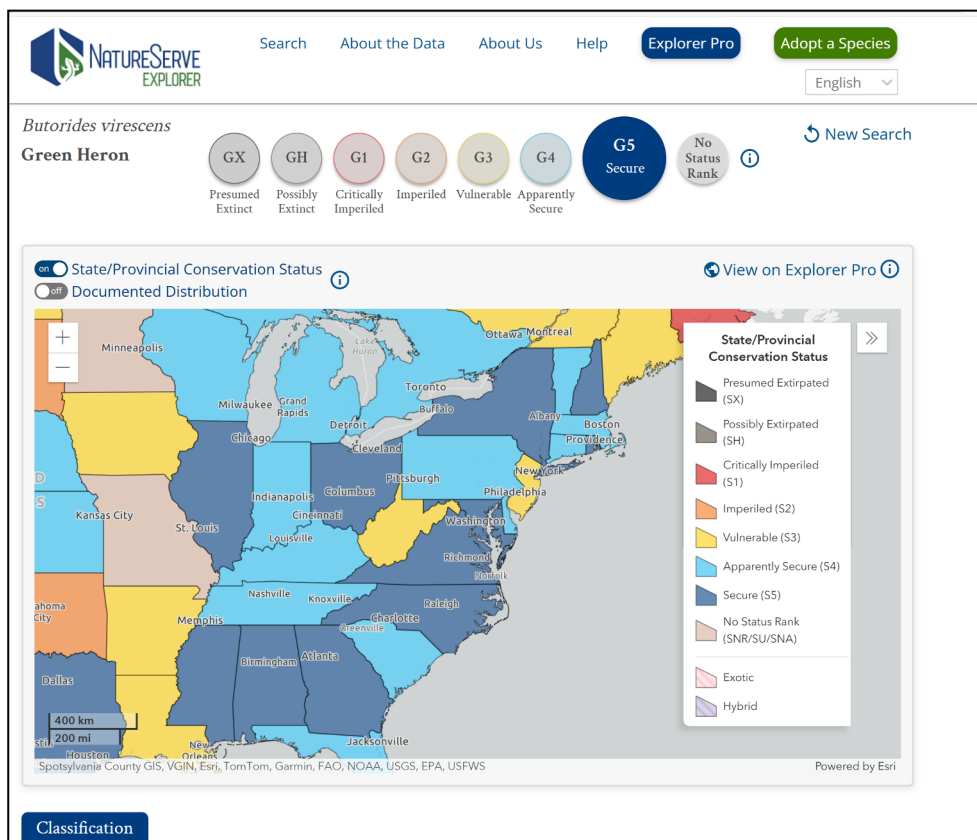 NATURESERVE
EXPLORER
Search About the Data About Us Help Explorer Pro Adopt a Species
English
Butorides virescens
Green Heron
GX GH G1 G2 G3 G4 G5 Secure No Status Rank
Presumed Extinct Possibly Extinct Critically Imperiled Imperiled Vulnerable Apparently Secure
New Search
on State/Provincial Conservation Status
off Documented Distribution
View on Explorer Pro
+
−
Minneapolis
Lake Huron
Ottawa Montreal
Toronto
Milwaukee Grand Rapids
Buffalo
Albany
Detroit
Boston
Chicago
Cleveland
Providence
Pittsburgh
New York
D
S
Indianapolis
Columbus
Philadelphia
Kansas City
Cincinnati
Washington
St. Louis
Louisville
Richmond
Norfolk
Nashville
Knoxville
Raleigh
ahoma City
Memphis
Charlotte
Greenville
Birmingham
Atlanta
Dallas
400 km
200 mi
stin
Houston
New Orleans
Jacksonville
State/Provincial
Conservation Status
Presumed Extirpated
(SX)
Possibly Extirpated
(SH)
Critically Imperiled
(S1)
Imperiled (S2)
Vulnerable (S3)
Apparently Secure (S4)
Secure (S5)
No Status Rank
(SNR/SU/SNA)
Exotic
Hybrid
Spotsylvania County GIS, VGIN, Esri, TomTom, Garmin, FAO, NOAA, USGS, EPA, USFWS
Powered by Esri
Classification